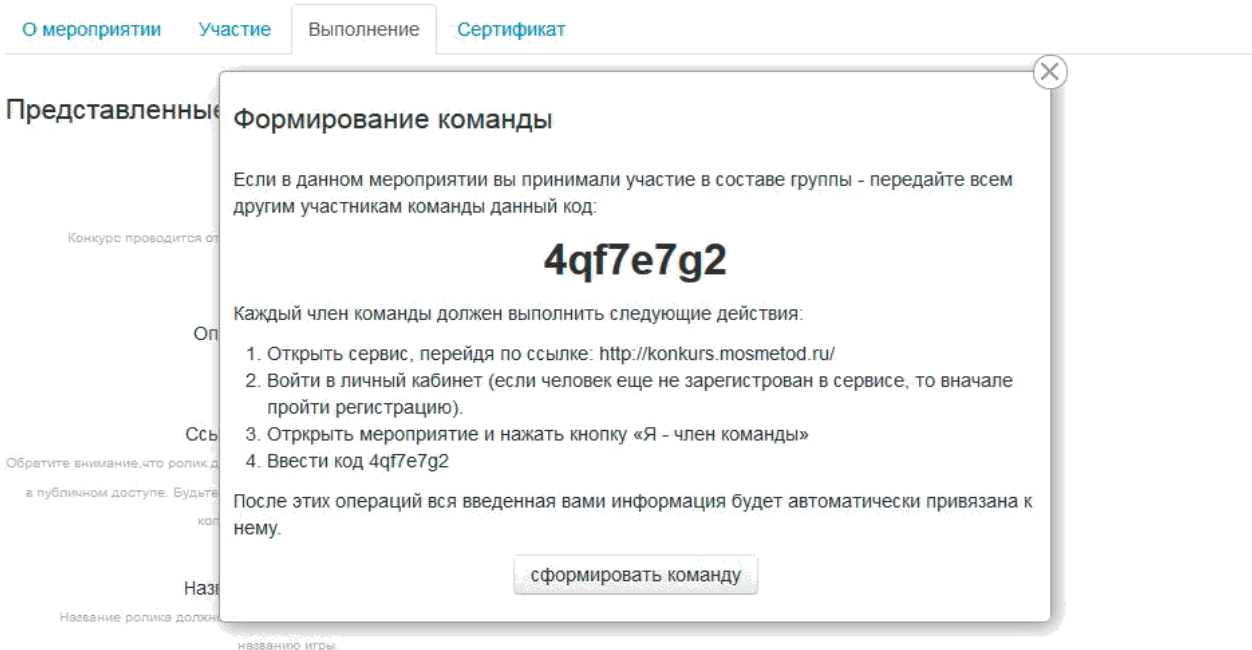 О мероприятии Участие Выполнение Сертификат
Представленные
Формирование команды
Если в данном мероприятии вы принимали участие в составе группы - передайте всем
другим участникам команды данный код:
Конкурс проводится от
4qf7e7g2
Каждый член команды должен выполнить следующие действия:
Оп
1. Открыть сервис, перейдя по ссылке: http://konkurs.mosmetod.ru/
2. Войти в личный кабинет (если человек еще не зарегистрован в сервисе, то вначале
пройти регистрацию).
Ссы
3. Отркрыть мероприятие и нажать кнопку «Я - член команды»
Обратите внимание,что ролик д
4. Ввести код 4qf7e7g2
в публичном доступе. Будьте
После этих операций вся введенная вами информация будет автоматически привязана к
коп
нему.
сформировать команду
Назв
Название ролика должно
названию игры.